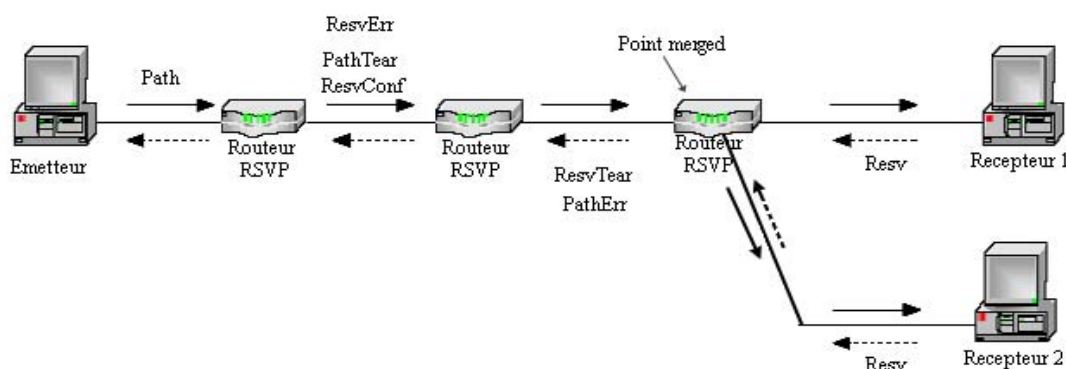 ResvErr
PathTear
ResvConf
Point merged
Path
Emetteur
Routeur
RSVP
Routeur
RSVP
ResvTear
PathErr
Routeur
RSVP
Resv
Recepteur 1
Resv
Recepteur 2